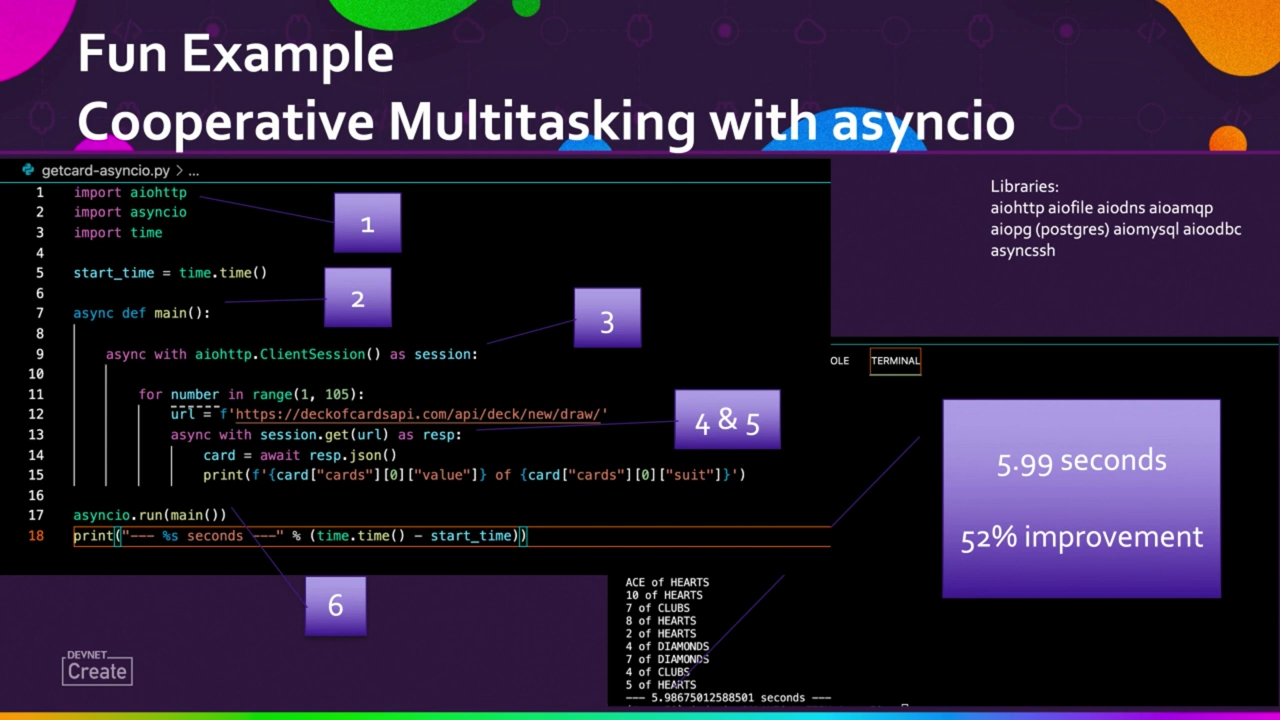 Fun Example
Cooperative Multitasking with asyncio
getcard-asyncio.py > ...
1 import aiohttp
2 import asyncio
3 import time
4
5 start_time = time.time()
6
7 async def main():
8
9 async with aiohttp.ClientSession() as session:
10
11 for number in range(1, 105):
12 url = f'https://deckofcardsapi.com/api/deck/new/draw/'
13 async with session.get(url) as resp:
14 card = await resp.json()
15 print(f'{card["cards"][0]["value"]} of {card["cards"][0]["suit"]}')
16
17 asyncio.run(main())
18 print("--- %s seconds ---" % (time.time() - start_time))
1
2
3
4 & 5
6
Libraries:
aiohttp aiofile aiodns aioamqp
aiopg (postgres) aiomysql aioodbc
asyncssh
OLE TERMINAL
5.99 seconds
52% improvement
ACE of HEARTS
10 of HEARTS
7 of CLUBS
8 of HEARTS
2 of HEARTS
4 of DIAMONDS
7 of DIAMONDS
4 of CLUBS
5 of HEARTS
--- 5.98675012588501 seconds ---
DEVNET
Create